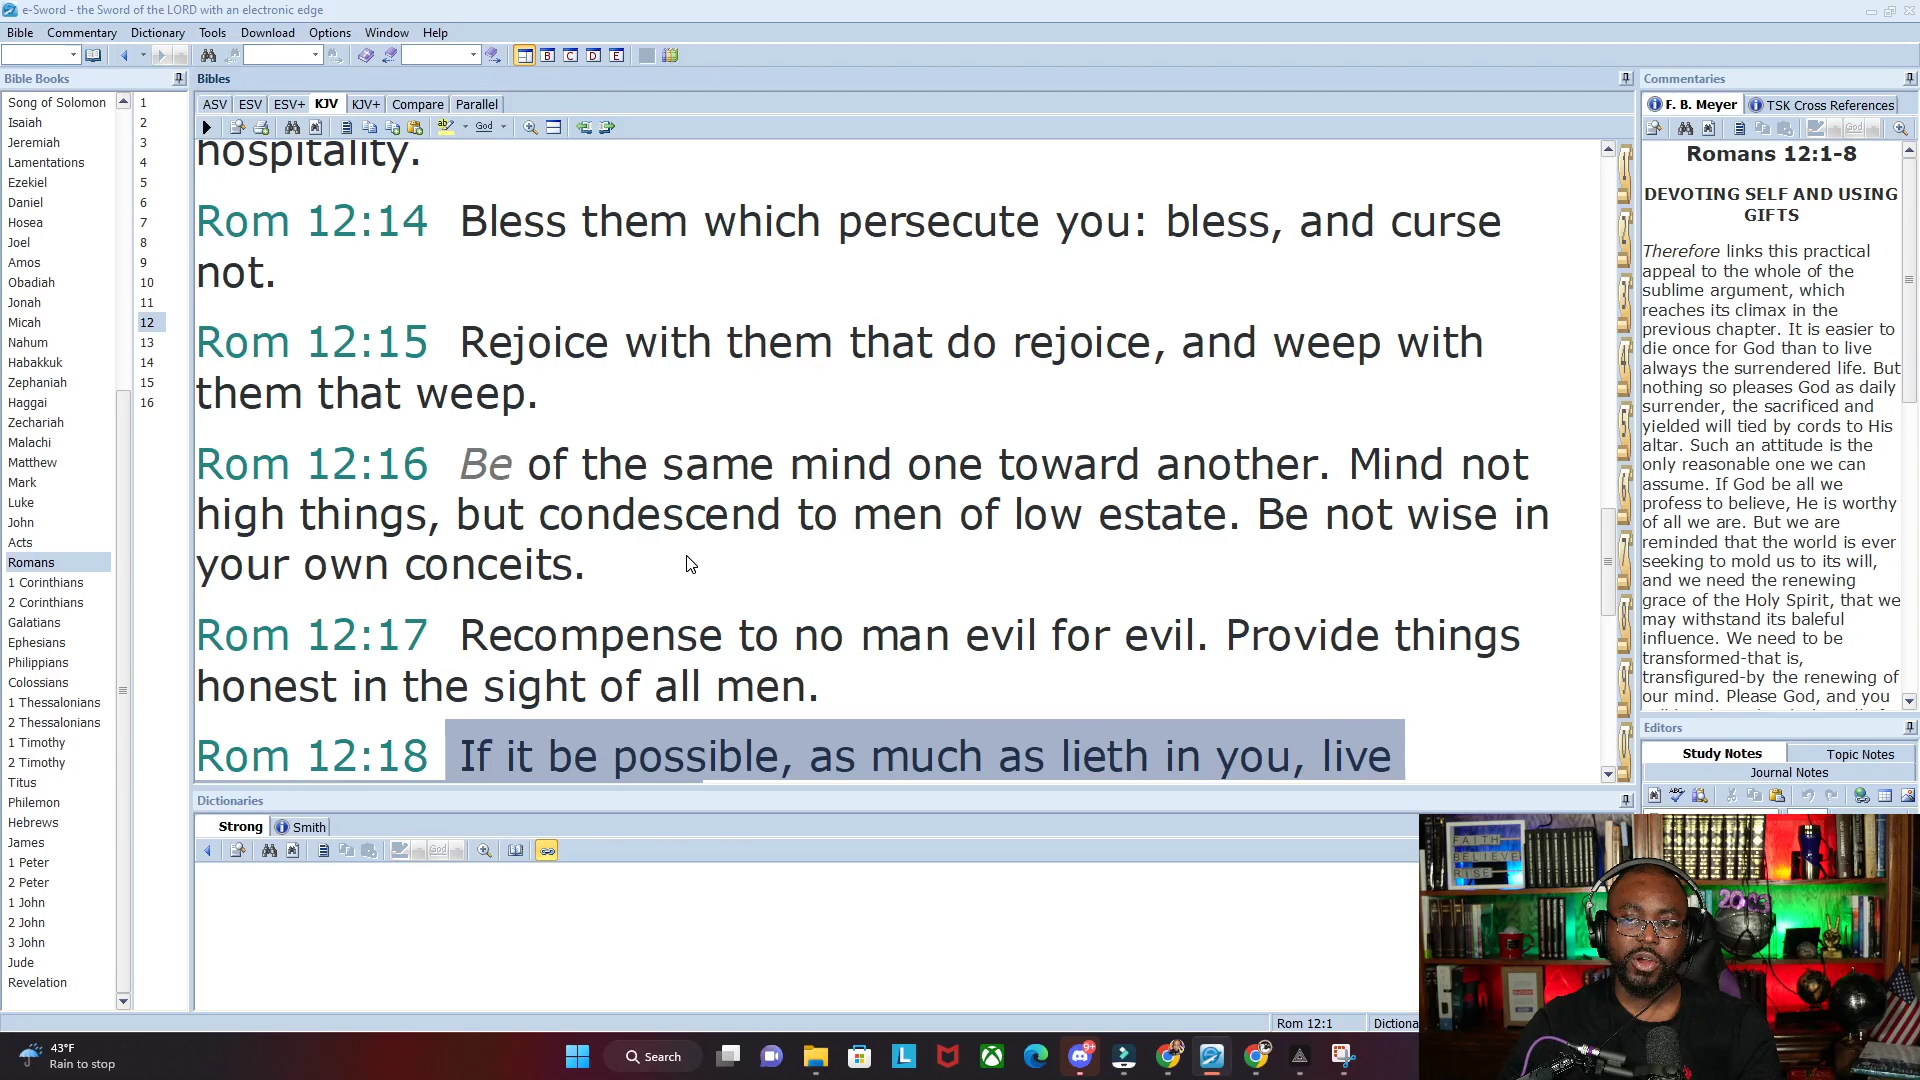 e-Sword - the Sword of the LORD with an electronic edge
Bible Commentary Dictionary Tools Download Options Window Help
B C D E
Bible Books
Song of Solomon
Isaiah
Jeremiah
Lamentations
Ezekiel
Daniel
Hosea
Joel
Amos
Obadiah
Jonah
Micah
Nahum
Habakkuk
Zephaniah
Haggai
Zechariah
Malachi
Matthew
Mark
Luke
John
Acts
Romans
1 Corinthians
2 Corinthians
Galatians
Ephesians
Philippians
Colossians
1 Thessalonians
2 Thessalonians
1 Timothy
2 Timothy
Titus
Philemon
Hebrews
James
1 Peter
2 Peter
1 John
2 John
3 John
Jude
Revelation
1
2
3
4
5
6
7
8
9
10
11
12
13
14
15
16
Bibles
ASV ESV ESV+ KJV KJV+ Compare Parallel
God
hospitality.
Rom 12:14 Bless them which persecute you: bless, and curse
not.
Rom 12:15 Rejoice with them that do rejoice, and weep with
them that weep.
Rom 12:16 Be of the same mind one toward another. Mind not
high things, but condescend to men of low estate. Be not wise in
your own conceits.
Rom 12:17 Recompense to no man evil for evil. Provide things
honest in the sight of all men.
Rom 12:18 If it be possible, as much as lieth in you, live
Dictionaries
Strong Smith
God
Commentaries
F. B. Meyer TSK Cross References
God
Romans 12:1-8
DEVOTING SELF AND USING
GIFTS
Therefore links this practical
appeal to the whole of the
sublime argument, which
reaches its climax in the
previous chapter. It is easier to
die once for God than to live
always the surrendered life. But
nothing so pleases God as daily
surrender, the sacrificed and
yielded will tied by cords to His
altar. Such an attitude is the
only reasonable one we can
assume. If God be all we
profess to believe, He is worthy
of all we are. But we are
reminded that the world is ever
seeking to mold us to its will,
and we need the renewing
grace of the Holy Spirit, that we
may withstand its baleful
influence. We need to be
transformed-that is,
transfigured-by the renewing of
our mind. Please God, and you
Editors
Study Notes Topic Notes
Journal Notes
ABC
FAITH
BELIEVE
RISE
Rom 12:1 Dictiona
43°F
Rain to stop
Search
L
9+